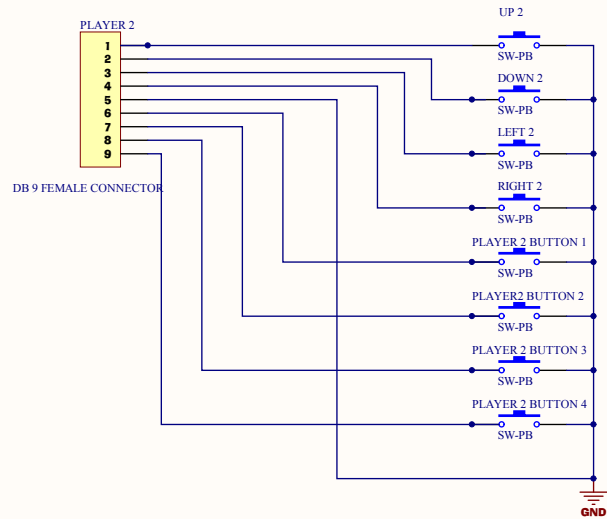 PLAYER 2
1
2
3
4
5
6
7
8
9
DB 9 FEMALE CONNECTOR
UP 2
SW-PB
DOWN 2
SW-PB
LEFT 2
SW-PB
RIGHT 2
SW-PB
PLAYER 2 BUTTON 1
SW-PB
PLAYER2 BUTTON 2
SW-PB
PLAYER 2 BUTTON 3
SW-PB
PLAYER 2 BUTTON 4
SW-PB
GND